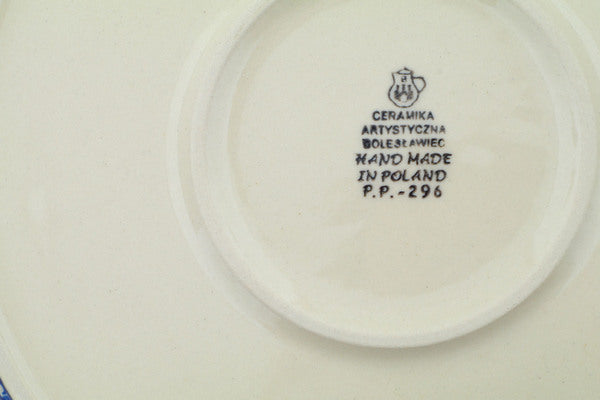 CERAMIKA
ARTYSTYCZNA
BOLESŁAWIEC
HAND MADE
IN POLAND
P.P.-296